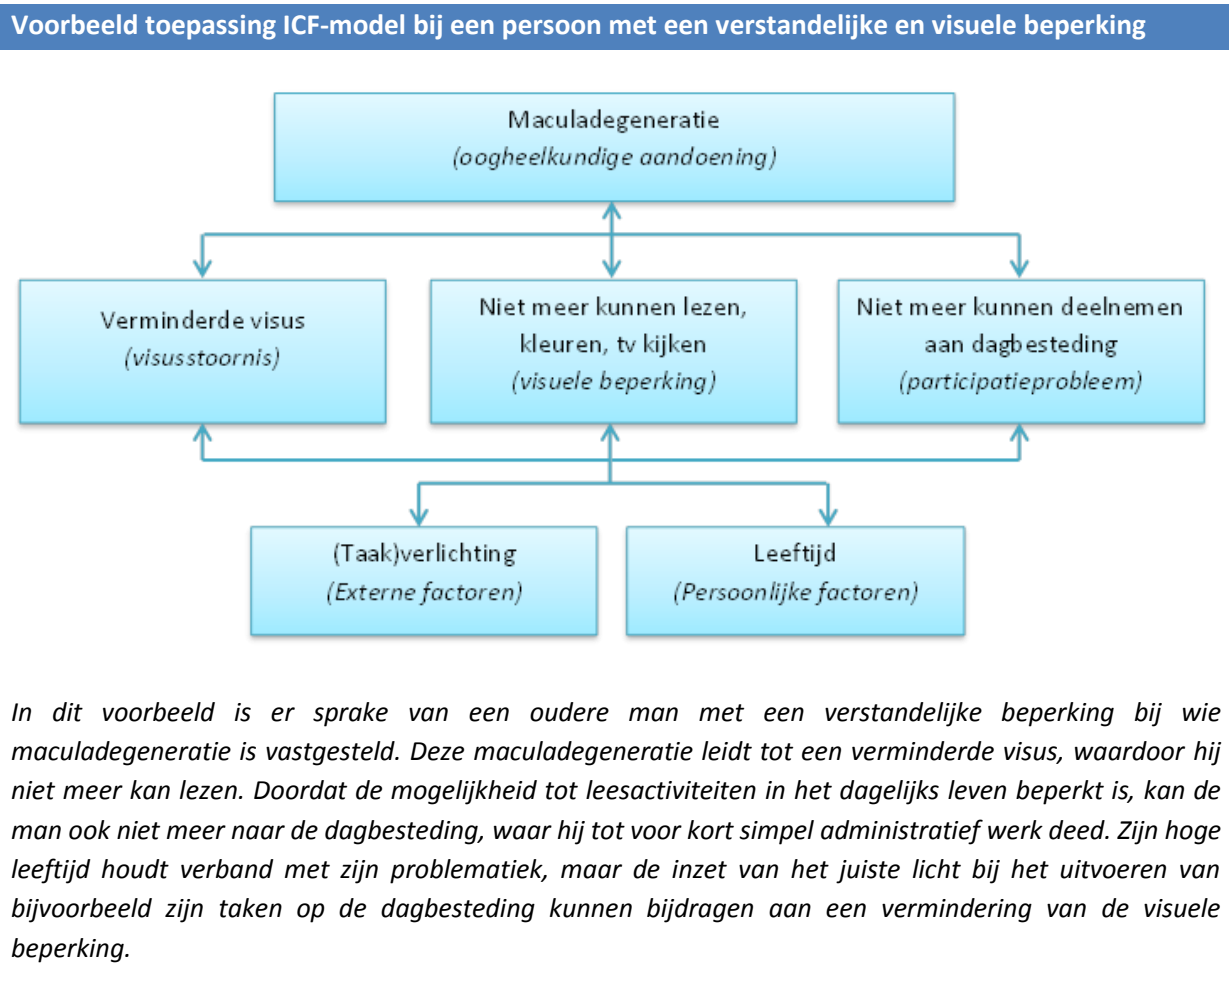 Voorbeeld toepassing ICF-model bij een persoon met een verstandelijke en visuele beperking
Maculadegeneratie
(oogheelkundige aandoening)
Verminderde visus
(visusstoornis)
Niet meer kunnen lezen,
kleuren, tv kijken
(visuele beperking)
Niet meer kunnen deelnemen
aan dagbesteding
(participatieprobleem)
(Taak)verlichting
(Externe factoren)
Leeftijd
(Persoonlijke factoren)
In dit voorbeeld is er sprake van een oudere man met een verstandelijke beperking bij wie
maculadegeneratie is vastgesteld. Deze maculadegeneratie leidt tot een verminderde visus, waardoor hij
niet meer kan lezen. Doordat de mogelijkheid tot leesactiviteiten in het dagelijks leven beperkt is, kan de
man ook niet meer naar de dagbesteding, waar hij tot voor kort simpel administratief werk deed. Zijn hoge
leeftijd houdt verband met zijn problematiek, maar de inzet van het juiste licht bij het uitvoeren van
bijvoorbeeld zijn taken op de dagbesteding kunnen bijdragen aan een vermindering van de visuele
beperking.